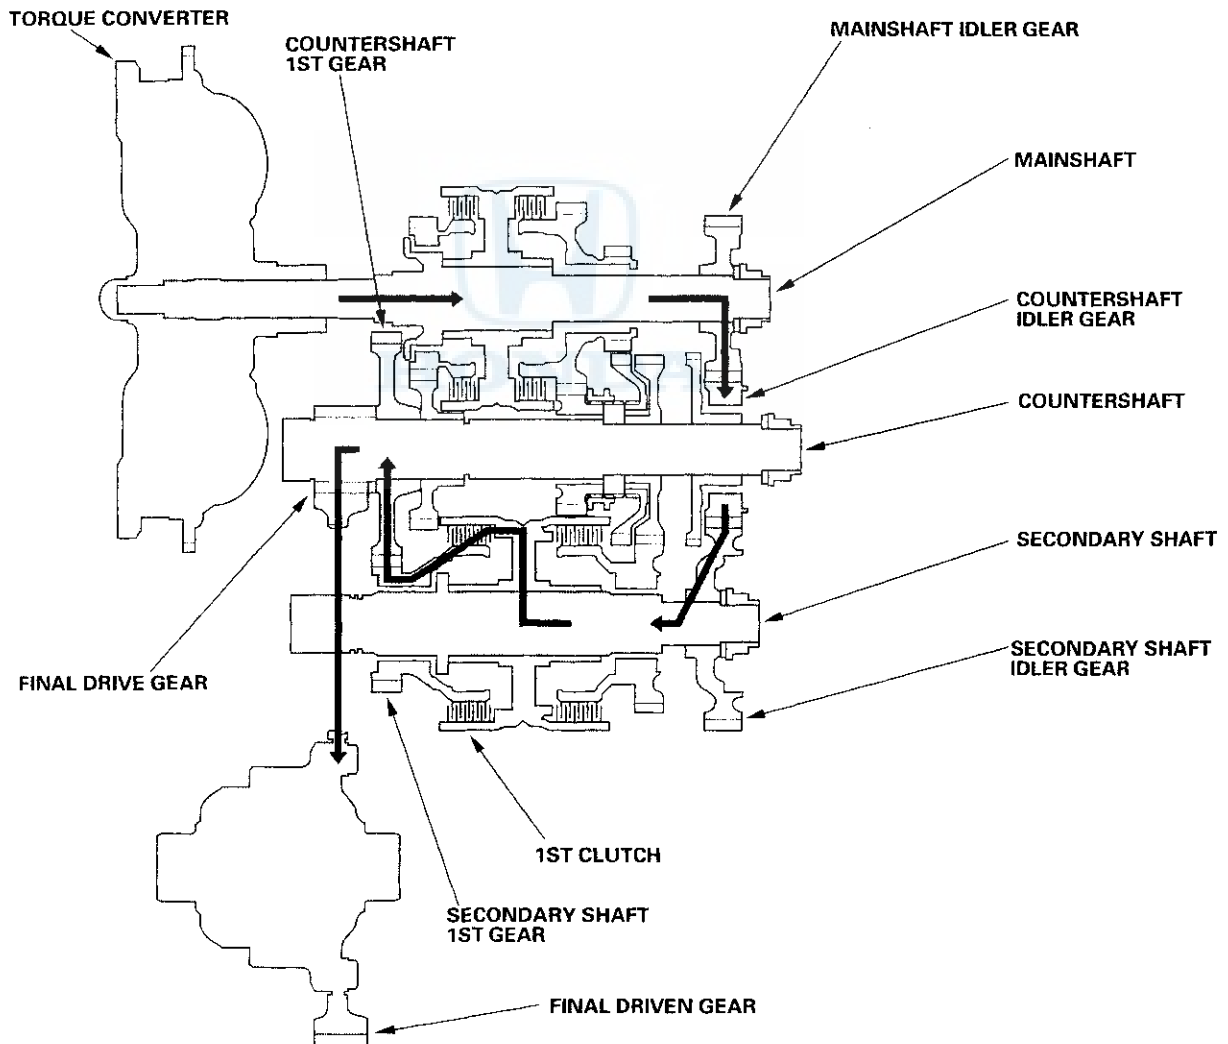 TORQUE CONVERTER
COUNTERSHAFT
1ST GEAR
MAINSHAFT IDLER GEAR
MAINSHAFT
COUNTERSHAFT
IDLER GEAR
HONDA
COUNTERSHAFT
SECONDARY SHAFT
SECONDARY SHAFT
IDLER GEAR
FINAL DRIVE GEAR
1ST CLUTCH
SECONDARY SHAFT
1ST GEAR
FINAL DRIVEN GEAR